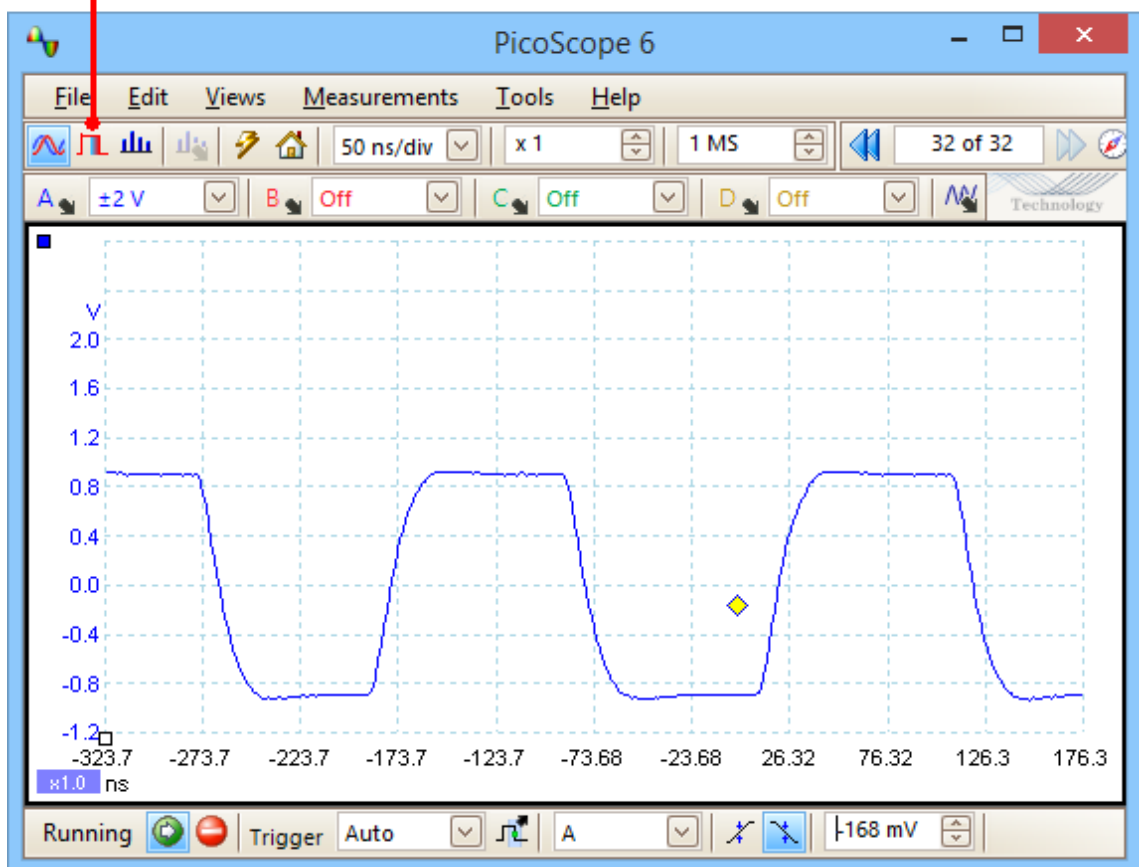 PicoScope 6
File Edit Views Measurements Tools Help
50 ns/div x 1 1 MS 32 of 32
A ±2 V B Off C Off D Off Technology
V
2.0
1.6
1.2
0.8
0.4
0.0
-0.4
-0.8
-1.2
-323.7 -273.7 -223.7 -173.7 -123.7 -73.68 -23.68 26.32 76.32 126.3 176.3
x1.0 ns
Running Trigger Auto A -168 mV